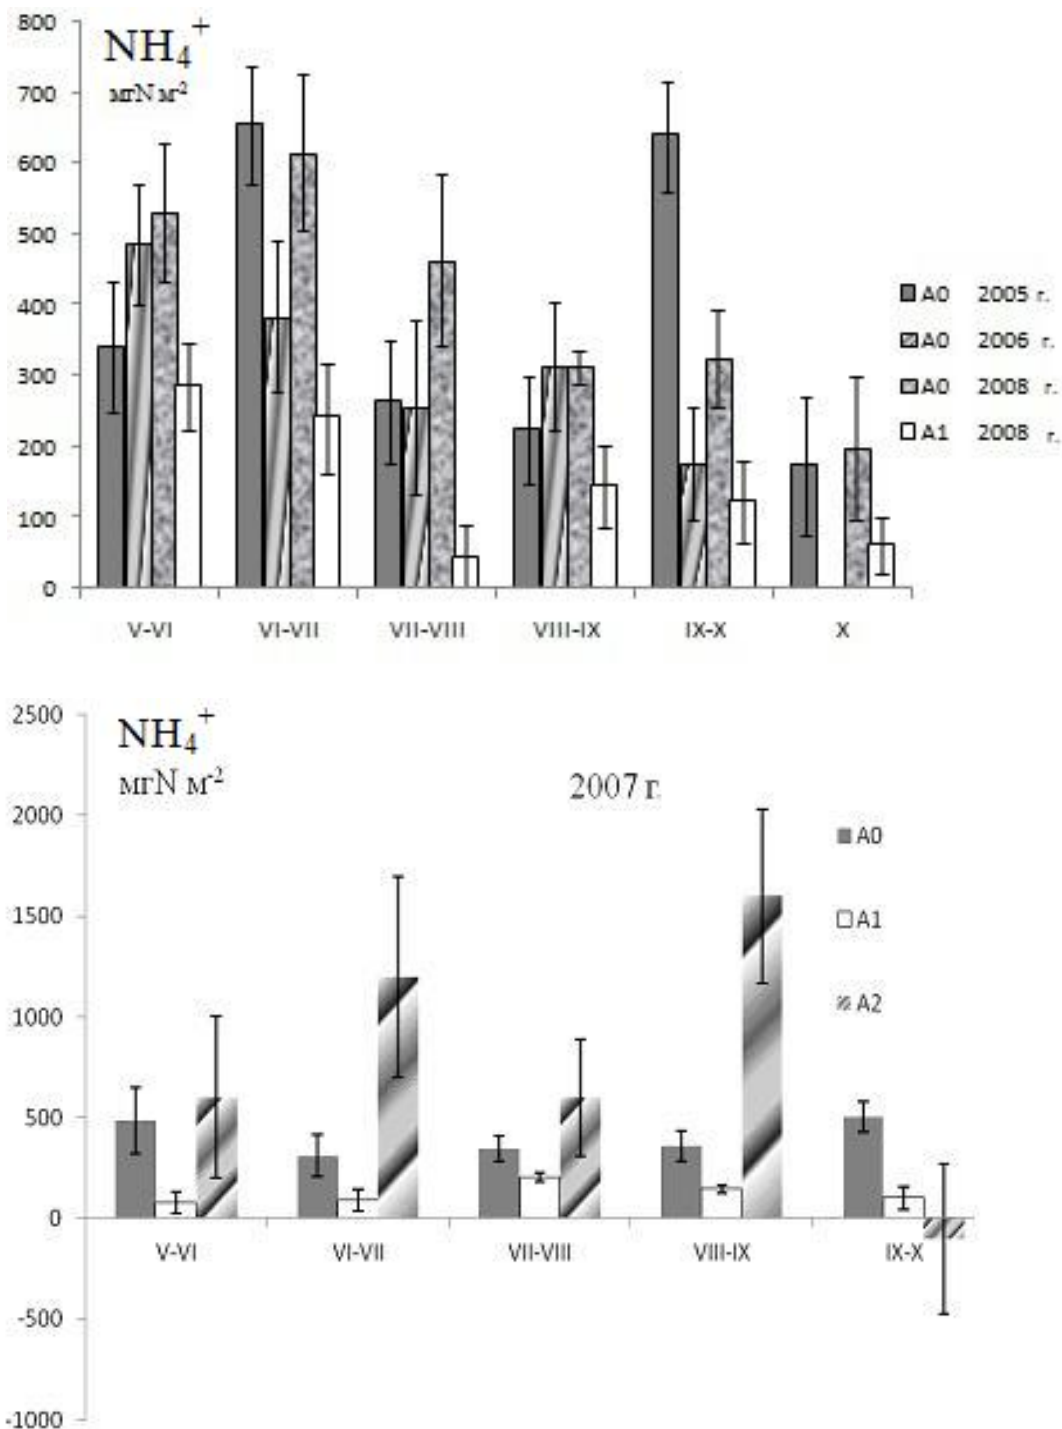 800
NH₄⁺
мгN м⁻²
700
600
500
400
300
200
100
0
A0 2005 г.
A0 2006 г.
A0 2008 г.
A1 2008 г.
V-VI VI-VII VII-VIII VIII-IX IX-X X
2500
NH₄⁺
мгN м⁻²
2007 г.
2000
1500
1000
500
0
-500
-1000
A0
A1
A2
V-VI VI-VII VII-VIII VIII-IX IX-X